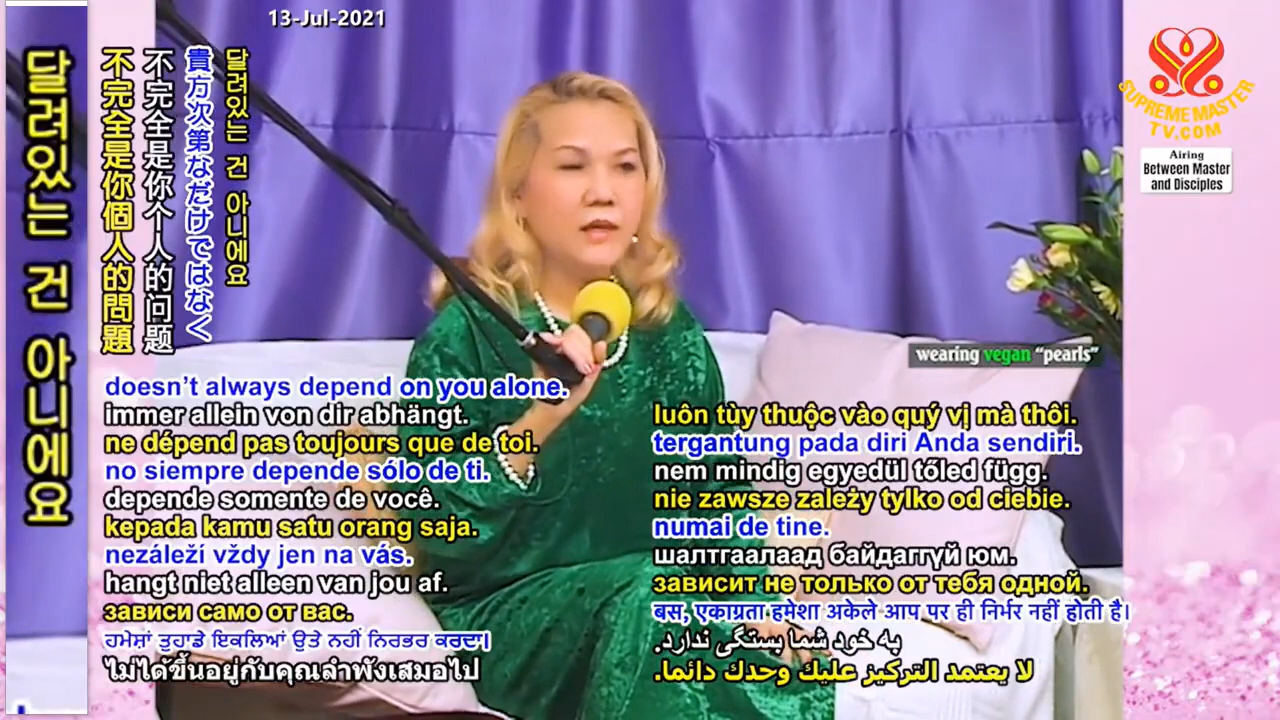 13-Jul-2021
달려있는 건 아니에요
달려있는 건 아니에요
貴方次第なだけではなく
不完全是你个人的问题
不完全是你個人的問題
SUPREME MASTER
TV.COM
Airing
Between Master
and Disciples
wearing vegan “pearls”
doesn’t always depend on you alone.
immer allein von dir abhängt.
ne dépend pas toujours que de toi.
no siempre depende sólo de ti.
depende somente de você.
kepada kamu satu orang saja.
nezáleží vždy jen na vás.
hangt niet alleen van jou af.
зависи само от вас.
ਹਮੇਸ਼ਾਂ ਤੁਹਾਡੇ ਇਕਲਿਆਂ ਉਤੇ ਨਹੀਂ ਨਿਰਭਰ ਕਰਦਾ|
ไม่ได้ขึ้นอยู่กับคุณลำพังเสมอไป
luôn tùy thuộc vào quý vị mà thôi.
tergantung pada diri Anda sendiri.
nem mindig egyedül tőled függ.
nie zawsze zależy tylko od ciebie.
numai de tine.
шалтгаалаад байдаггүй юм.
зависит не только от тебя одной.
बस, एकाग्रता हमेशा अकेले आप पर ही निर्भर नहीं होती है।
به خود شما بستگی ندارد.
لا يعتمد التركيز عليك وحدك دائما.